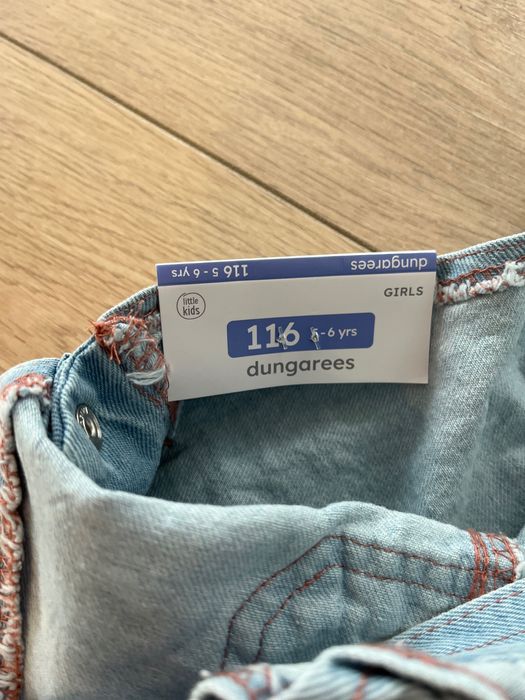 dungarees 116 5 - 6 yrs
little
kids
GIRLS
116 5-6 yrs
dungarees